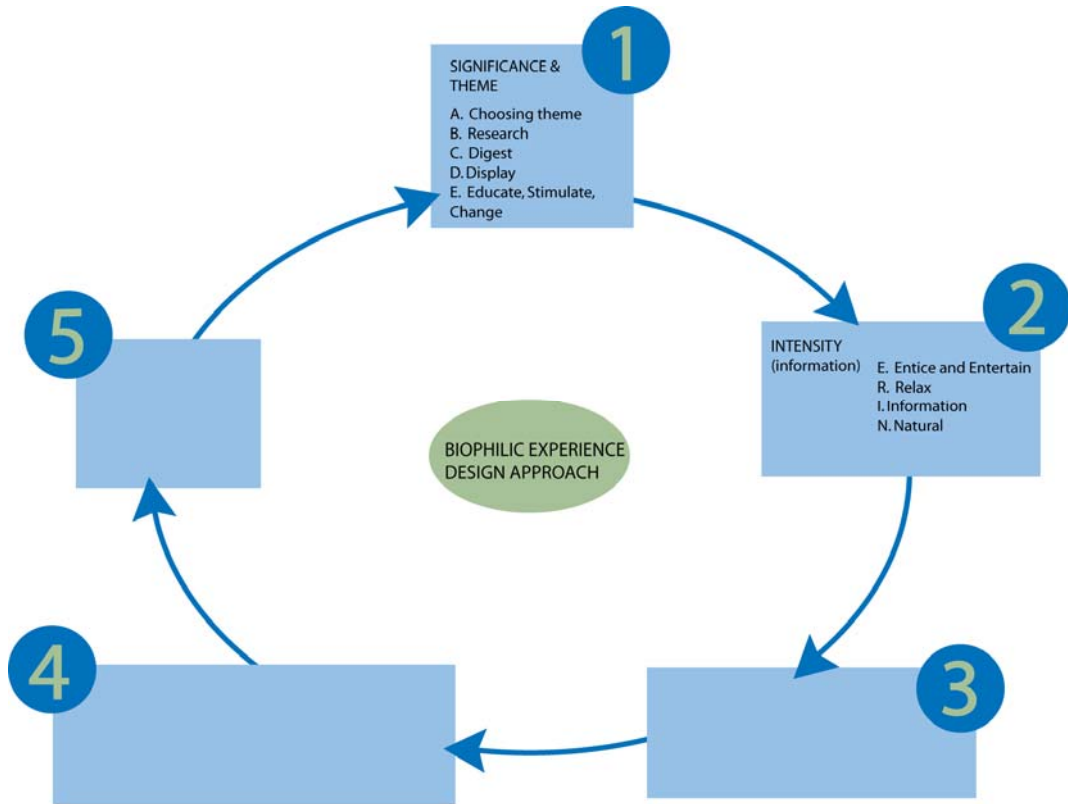 1
SIGNIFICANCE &
THEME
A. Choosing theme
B. Research
C. Digest
D. Display
E. Educate, Stimulate,
Change
2
INTENSITY
(information)
E. Entice and Entertain
R. Relax
I. Information
N. Natural
3
4
5
BIOPHILIC EXPERIENCE
DESIGN APPROACH